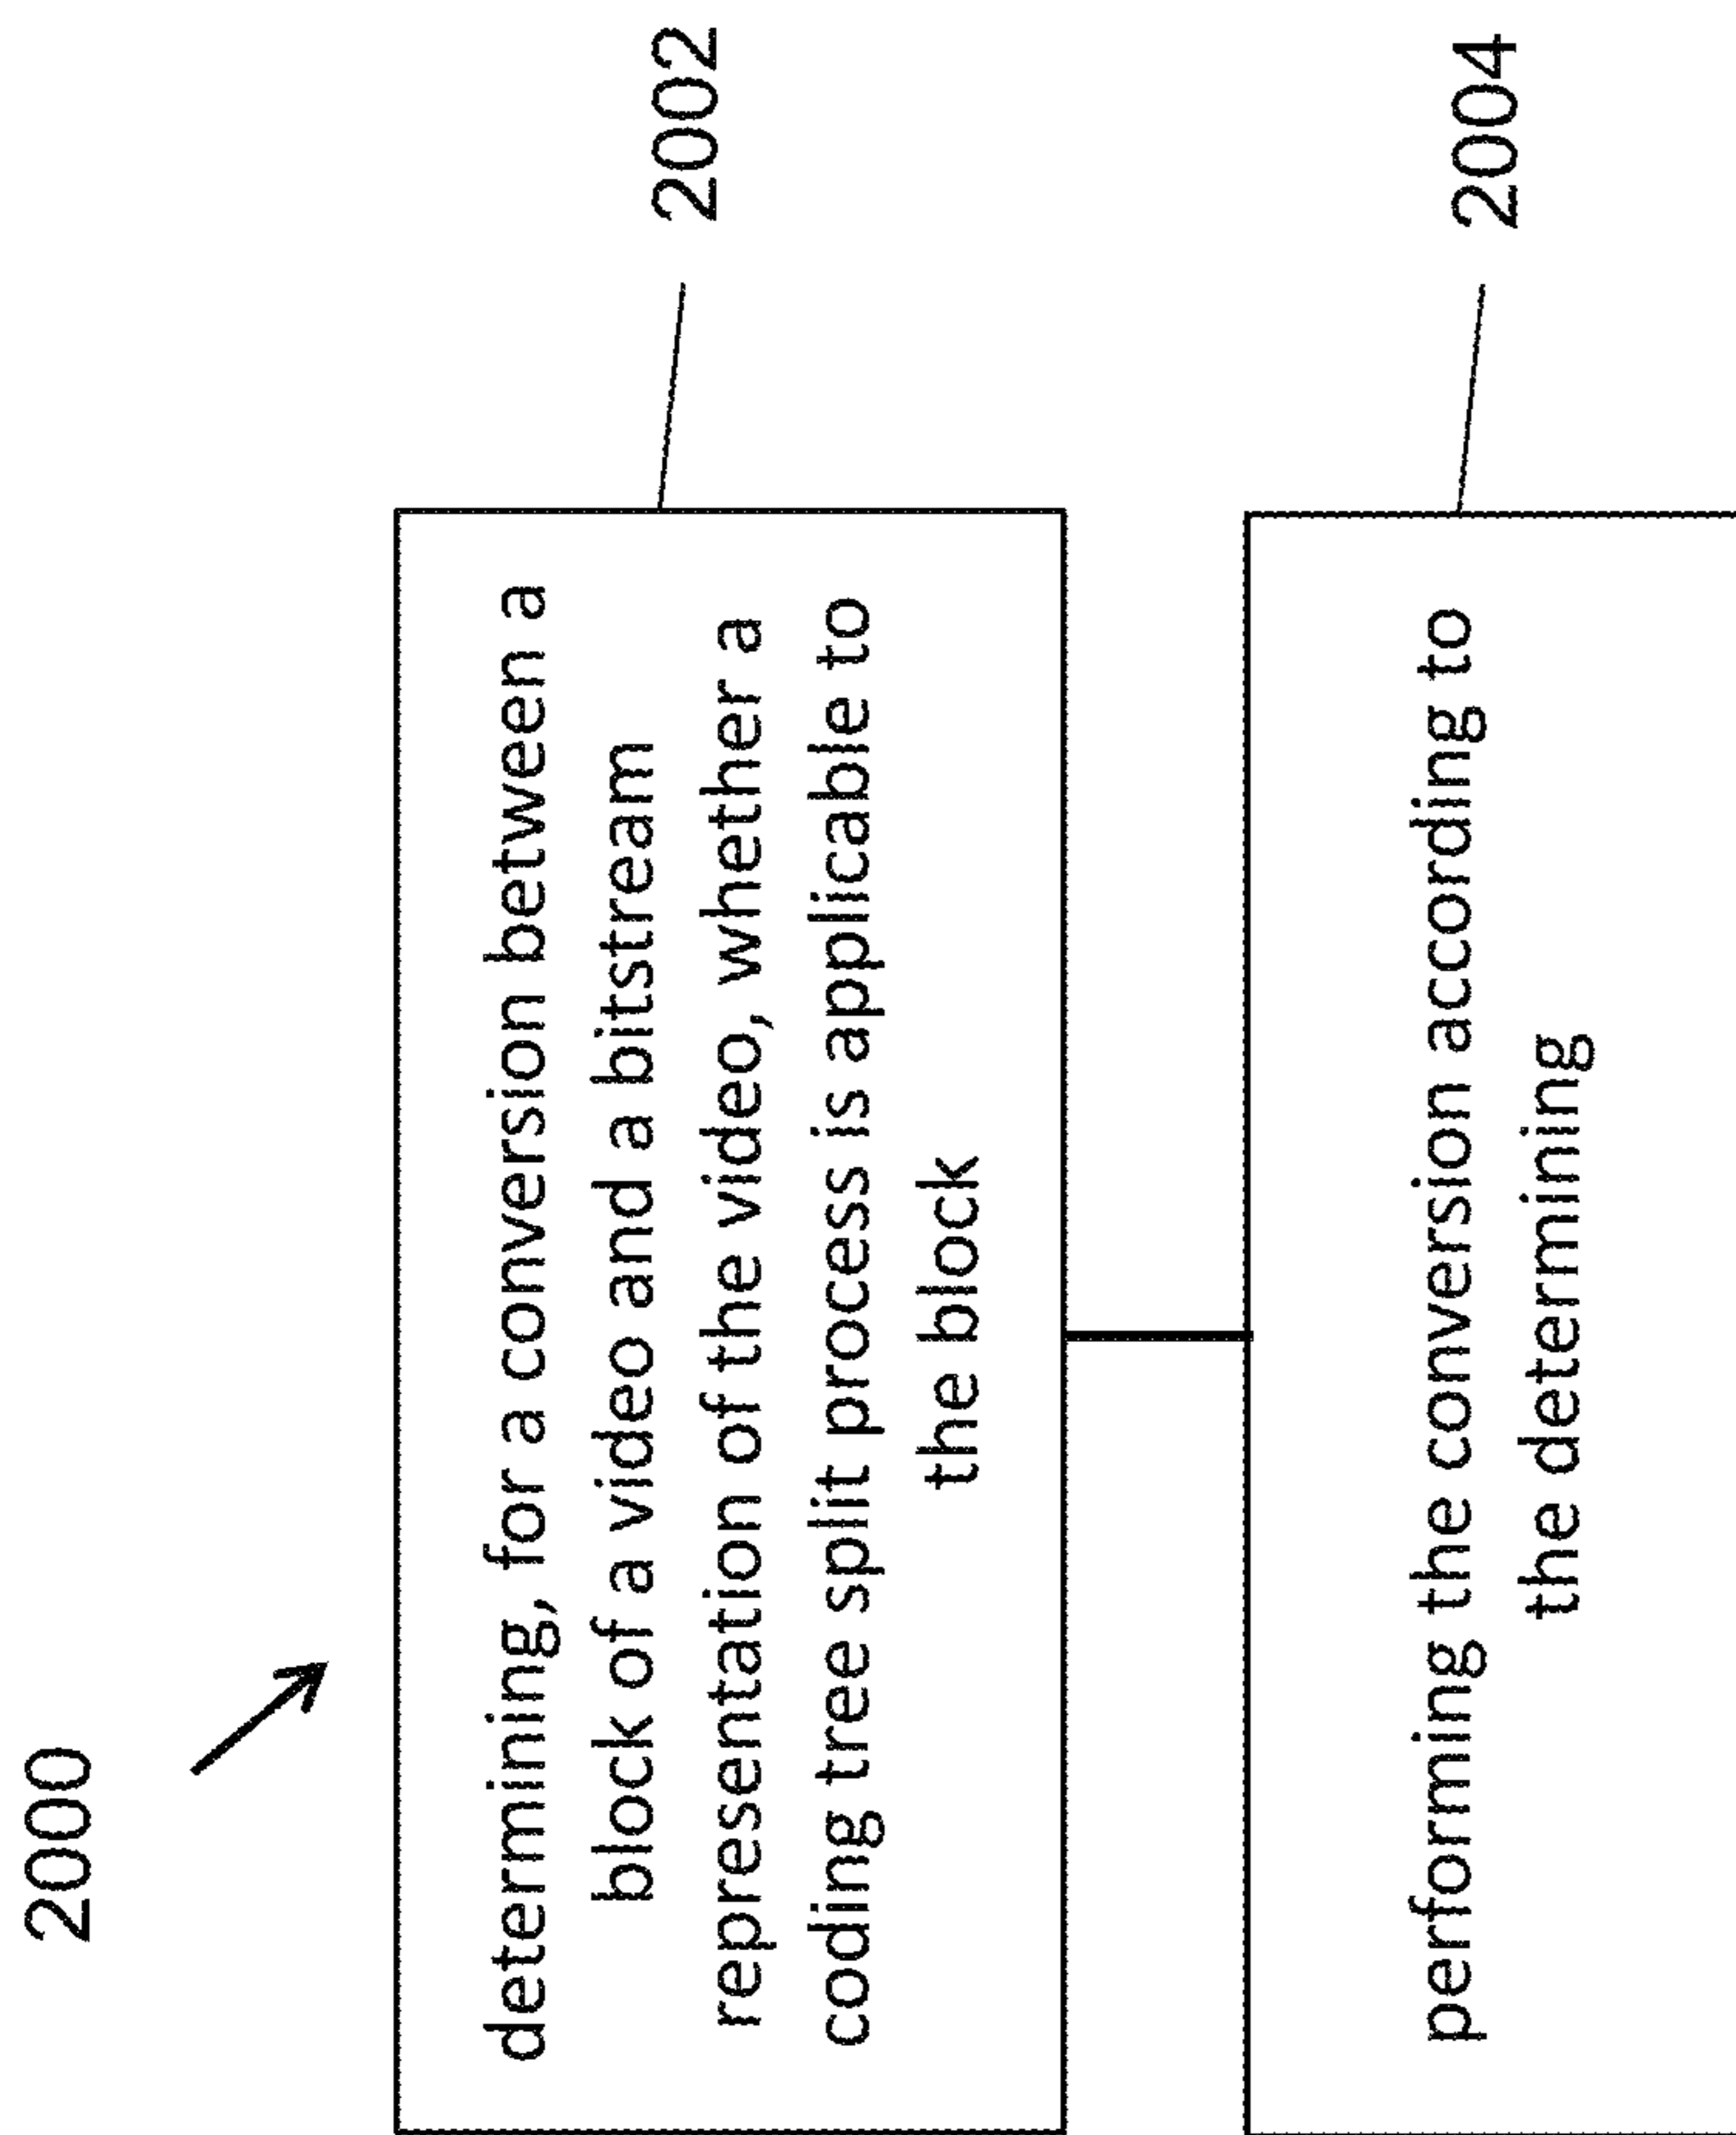 2000
determining, for a conversion between a
block of a video and a bitstream
representation of the video, whether a
coding tree split process is applicable to
the block
2002
performing the conversion according to
the determining
2004